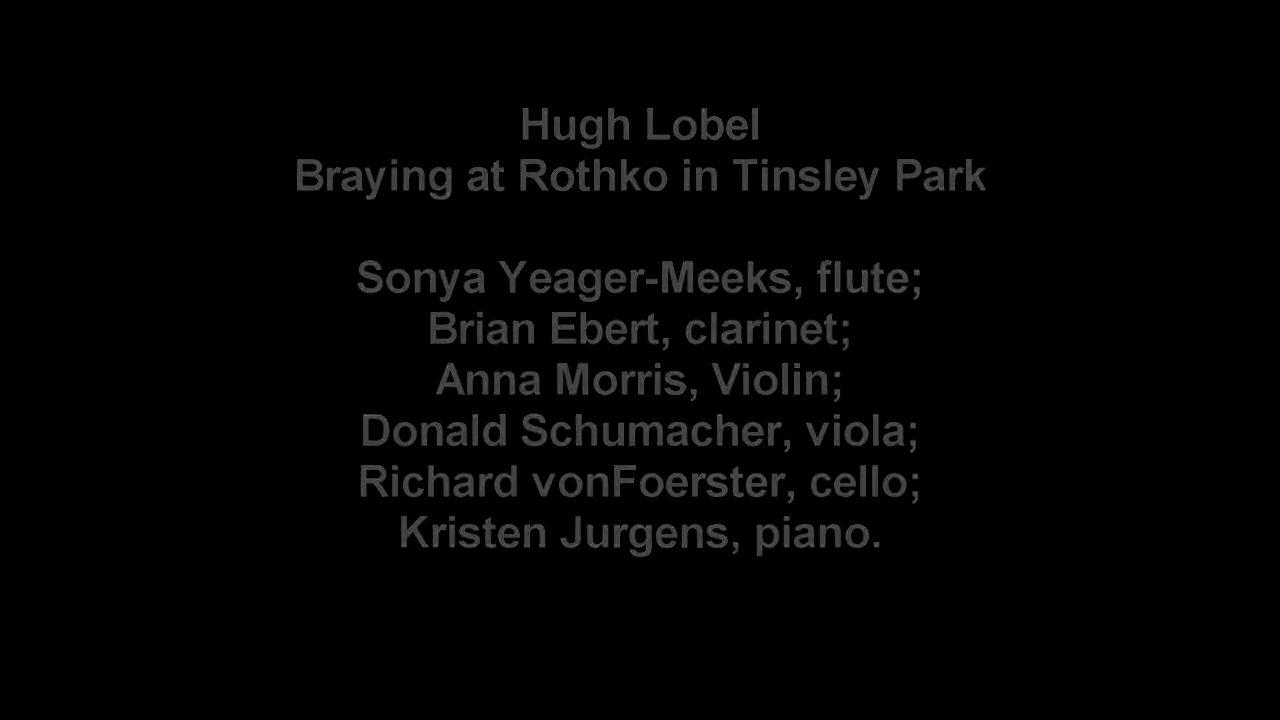 Hugh Lobel
Braying at Rothko in Tinsley Park
Sonya Yeager-Meeks, flute;
Brian Ebert, clarinet;
Anna Morris, Violin;
Donald Schumacher, viola;
Richard vonFoerster, cello;
Kristen Jurgens, piano.